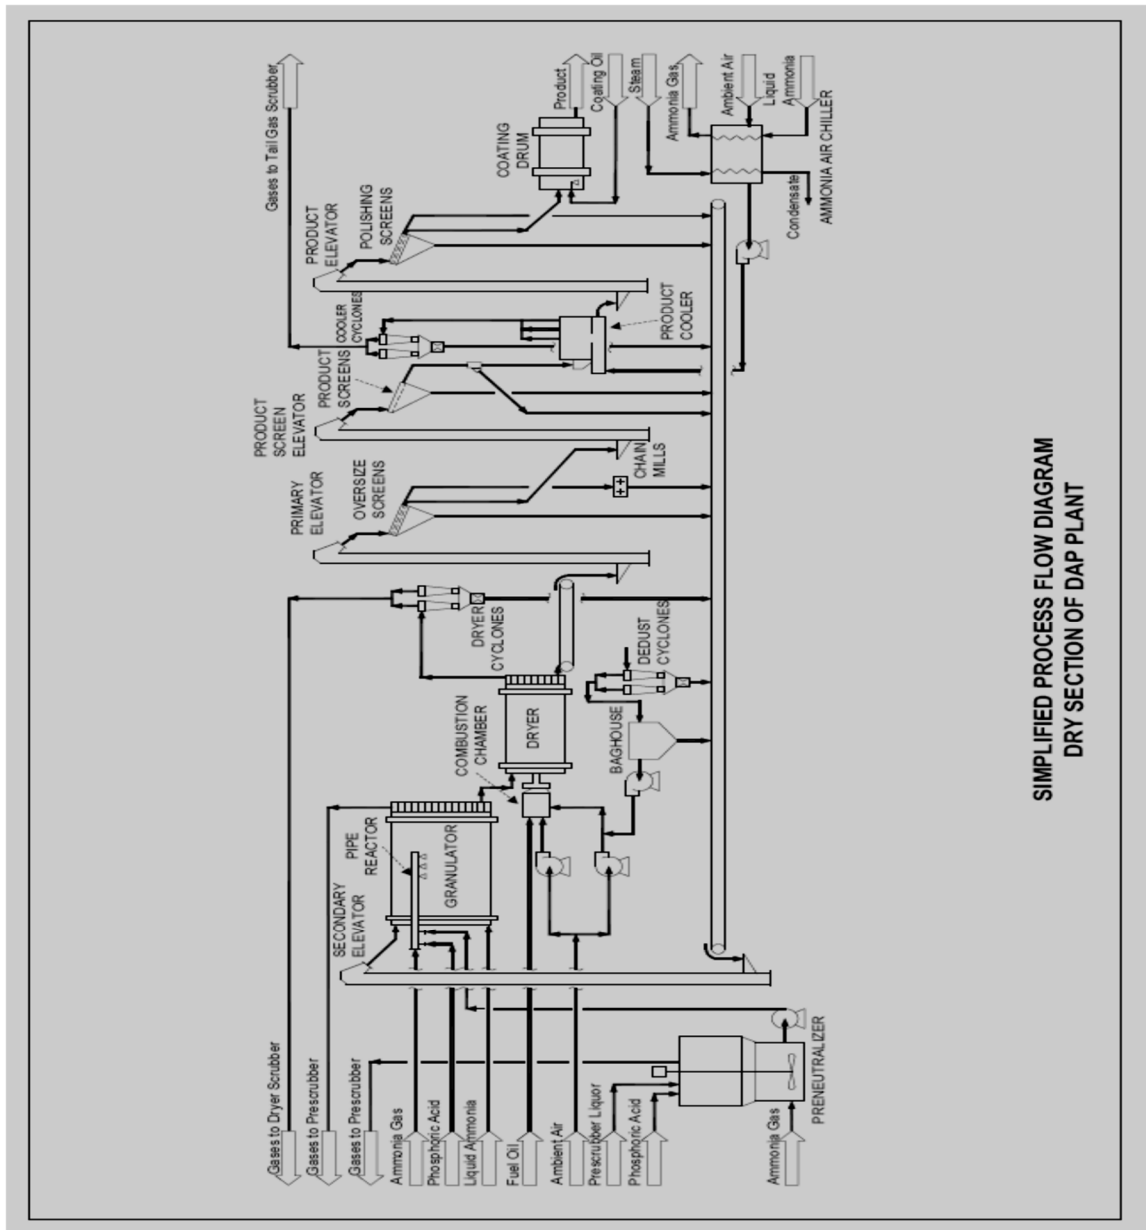 Gases to Dryer Scrubber
Gases to Prescrubber
Gases to Prescrubber
Ammonia Gas
Phosphoric Acid
Liquid Ammonia
Fuel Oil
Ambient Air
Prescrubber Liquor
Phosphoric Acid
Ammonia Gas
PRENEUTRALIZER
SECONDARY
ELEVATOR
PIPE
REACTOR
GRANULATOR
COMBUSTION
CHAMBER
DRYER
BAGHOUSE
DEDUST
CYCLONES
DRYER
CYCLONES
PRIMARY
ELEVATOR
OVERSIZE
SCREENS
CHAIN
MILLS
PRODUCT
SCREEN
ELEVATOR
PRODUCT
SCREENS
COOLER
CYCLONES
PRODUCT
COOLER
PRODUCT
ELEVATOR
POLISHING
SCREENS
COATING
DRUM
Gases to Tail Gas Scrubber
Product
Coating Oil
Steam
Ammonia Gas
Ambient Air
Liquid
Ammonia
Condensate
AMMONIA AIR CHILLER
SIMPLIFIED PROCESS FLOW DIAGRAM
DRY SECTION OF DAP PLANT